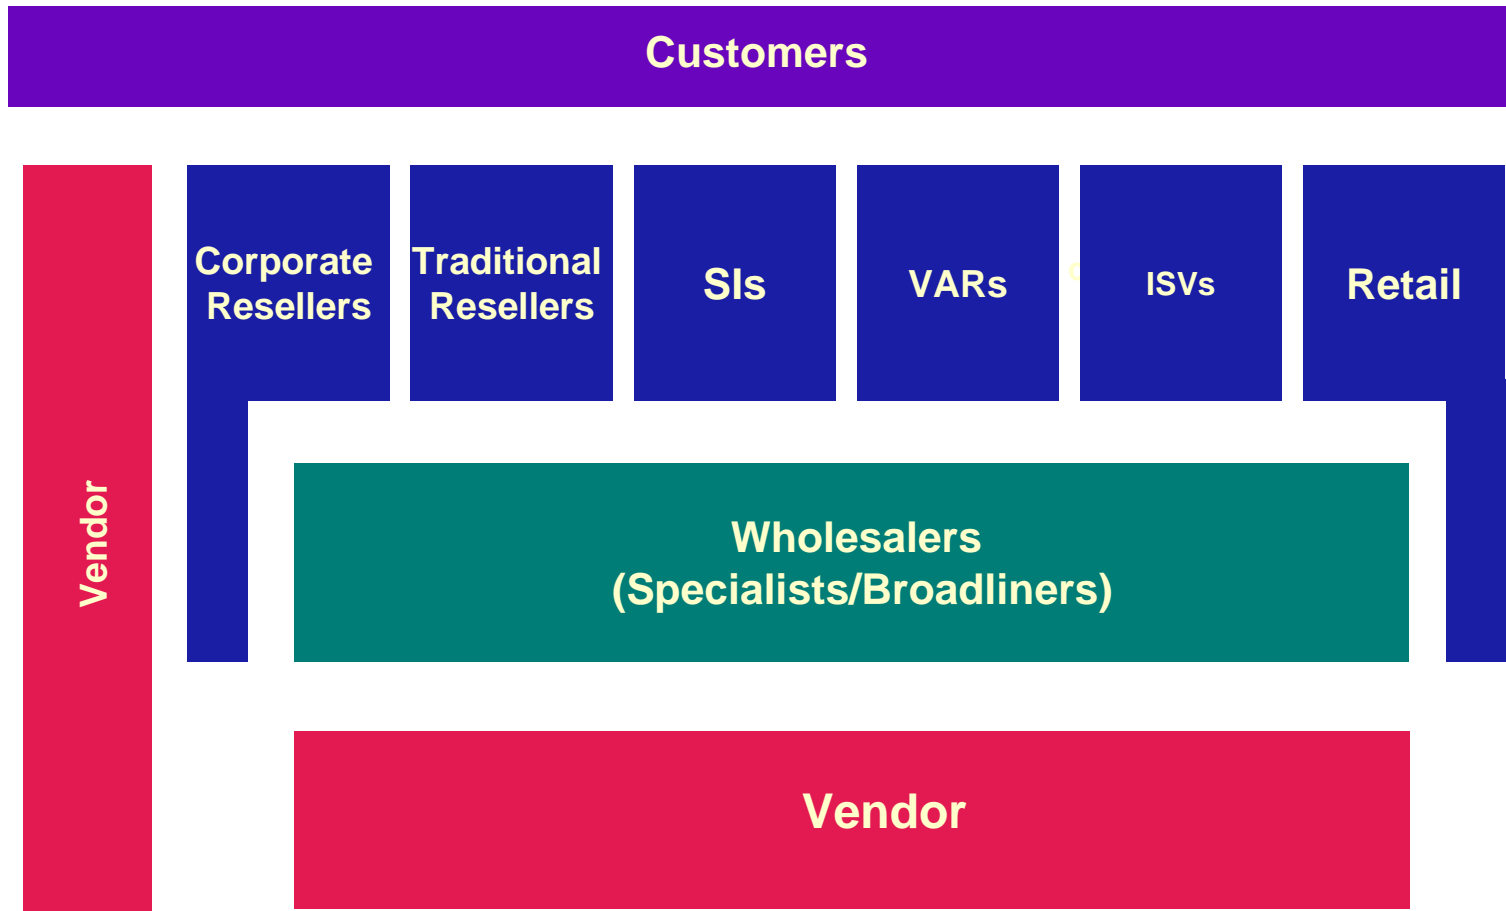 Customers
Corporate
Resellers
Traditional
Resellers
SIs
VARs
ISVs
Retail
Vendor
Wholesalers
(Specialists/Broadliners)
Vendor